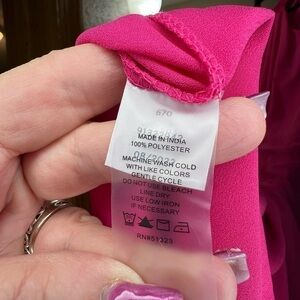 670
MADE IN INDIA
100% POLYESTER
MACHINE WASH COLD
WITH LIKE COLORS
GENTLE CYCLE
DO NOT USE BLEACH
LINE DRY
USE LOW IRON
IF NECESSARY